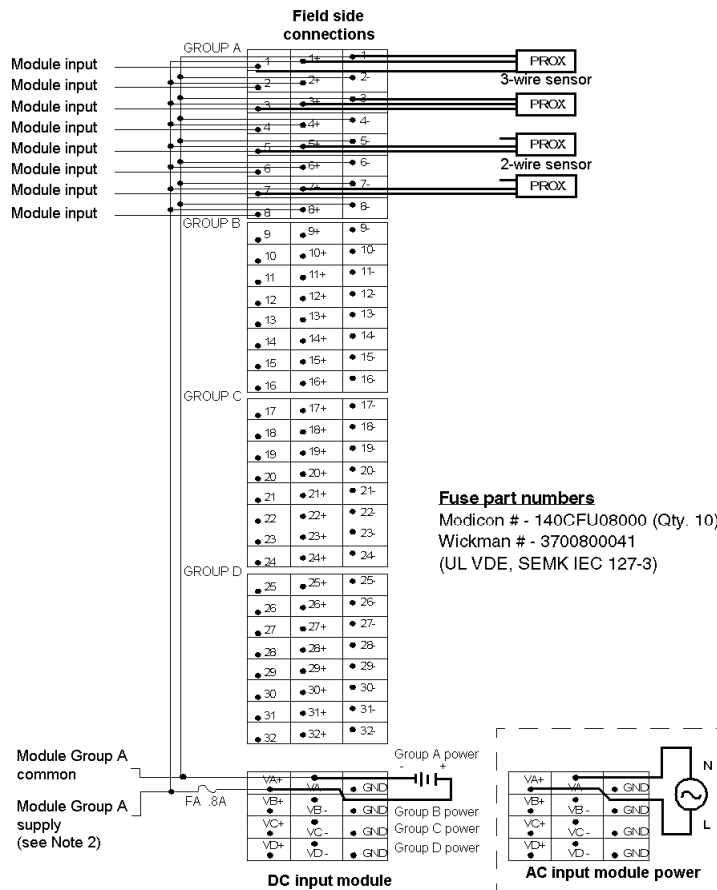 Field side
connections
GROUP A
Module input
Module input
Module input
Module input
Module input
Module input
Module input
Module input
1 1+ 1-
2 2+ 2-
3 3+ 3-
4 4+ 4-
5 5+ 5-
6 6+ 6-
7 7+ 7-
8 8+ 8-
PROX
3-wire sensor
PROX
PROX
2-wire sensor
PROX
GROUP B
9 9+ 9-
10 10+ 10-
11 11+ 11-
12 12+ 12-
13 13+ 13-
14 14+ 14-
15 15+ 15-
16 16+ 16-
GROUP C
17 17+ 17-
18 18+ 18-
19 19+ 19-
20 20+ 20-
21 21+ 21-
22 22+ 22-
23 23+ 23-
24 24+ 24-
Fuse part numbers
Modicon # - 140CFU08000 (Qty. 10)
Wickman # - 3700800041
(UL VDE, SEMK IEC 127-3)
GROUP D
25 25+ 25-
26 26+ 26-
27 27+ 27-
28 28+ 28-
29 29+ 29-
30 30+ 30-
31 31+ 31-
32 32+ 32-
Module Group A
common
Module Group A
supply
(see Note 2)
FA .8A
VA+ VA GND
VB+ VB- GND
VC+ VC- GND
VD+ VD- GND
Group A power
- +
Group B power
Group C power
Group D power
DC input module
VA+ VA GND
VB+ VB- GND
VC+ VC- GND
VD+ VD- GND
N
L
AC input module power